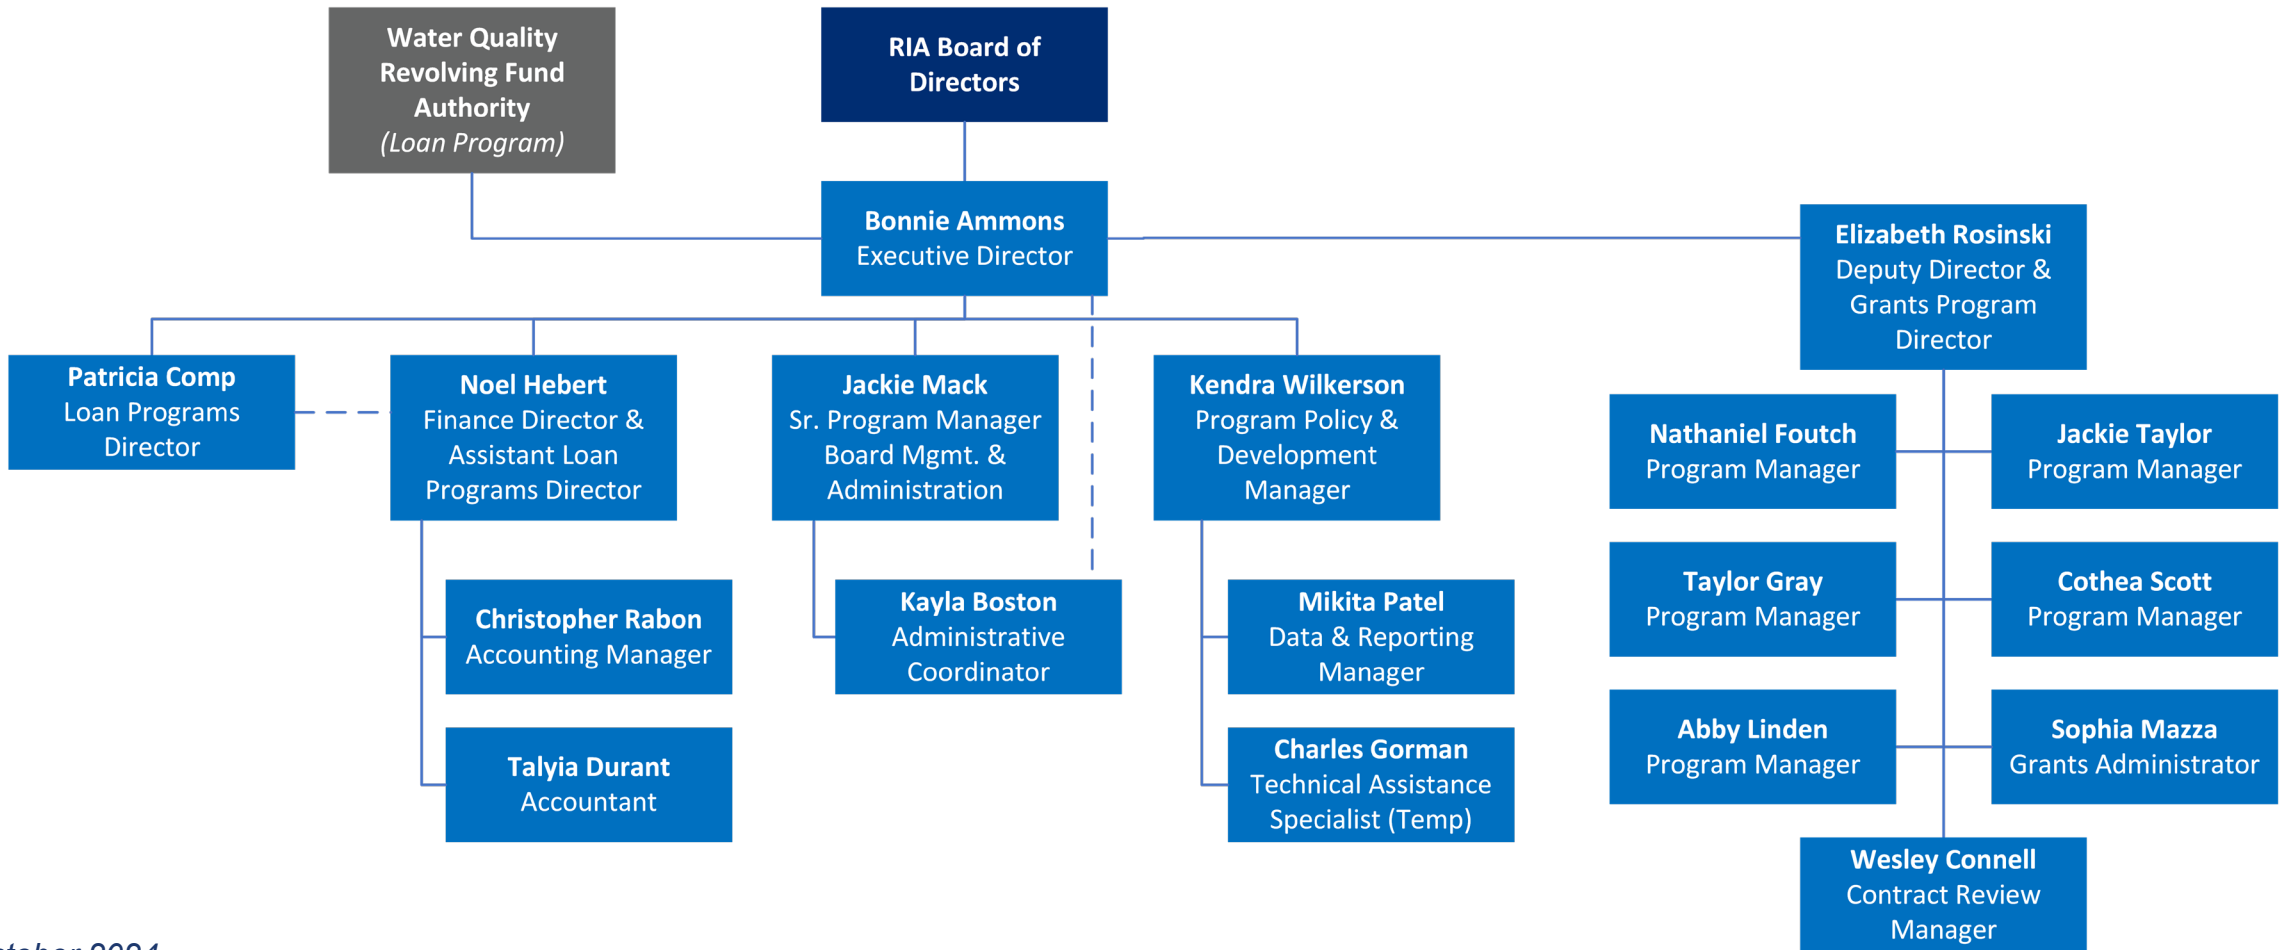 Water Quality
Revolving Fund
Authority
(Loan Program)
RIA Board of
Directors
Bonnie Ammons
Executive Director
Elizabeth Rosinski
Deputy Director &
Grants Program
Director
Patricia Comp
Loan Programs
Director
Noel Hebert
Finance Director &
Assistant Loan
Programs Director
Jackie Mack
Sr. Program Manager
Board Mgmt. &
Administration
Kendra Wilkerson
Program Policy &
Development
Manager
Nathaniel Foutch
Program Manager
Jackie Taylor
Program Manager
Christopher Rabon
Accounting Manager
Kayla Boston
Administrative
Coordinator
Mikita Patel
Data & Reporting
Manager
Taylor Gray
Program Manager
Cothea Scott
Program Manager
Talyia Durant
Accountant
Charles Gorman
Technical Assistance
Specialist (Temp)
Abby Linden
Program Manager
Sophia Mazza
Grants Administrator
Wesley Connell
Contract Review
Manager